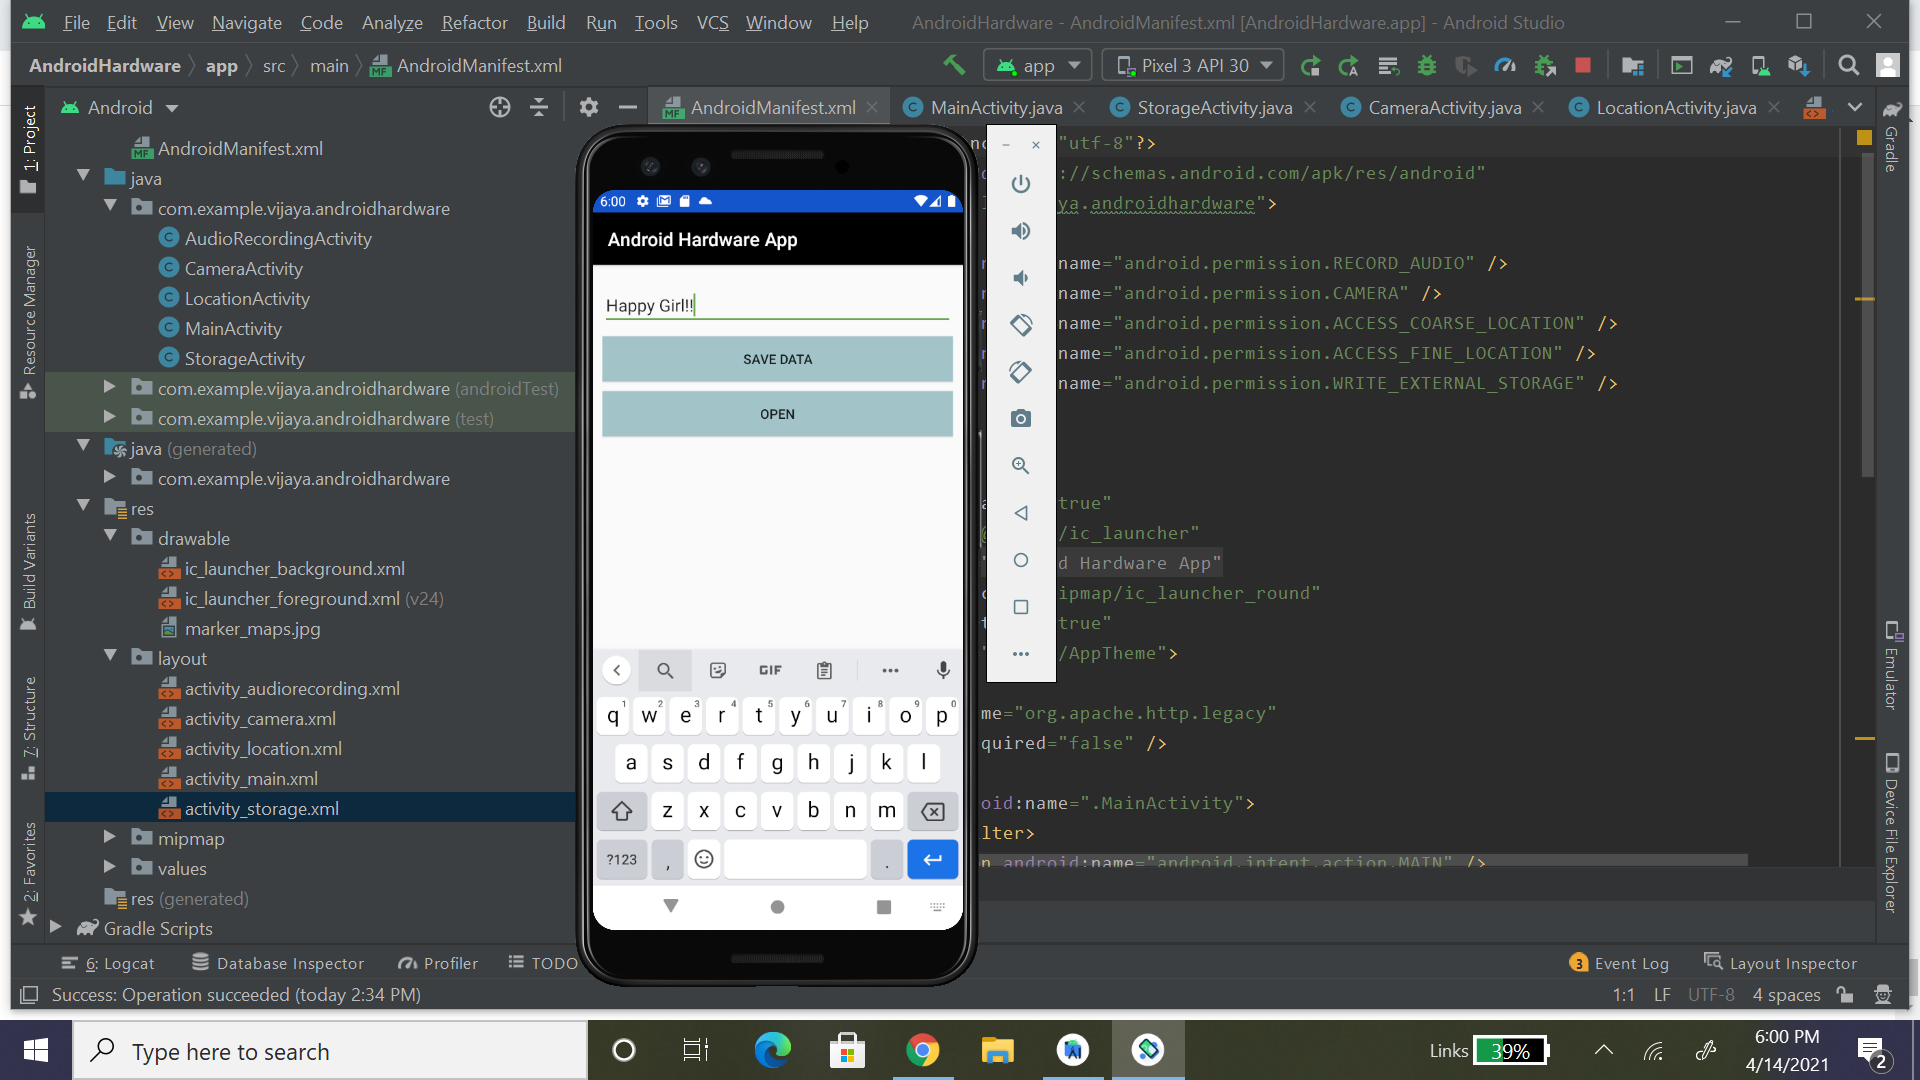 File Edit View Navigate Code Analyze Refactor Build Run Tools VCS Window Help AndroidHardware - AndroidManifest.xml [AndroidHardware.app] - Android Studio
AndroidHardware app src main AndroidManifest.xml app Pixel 3 API 30
Android AndroidManifest.xml MainActivity.java StorageActivity.java CameraActivity.java LocationActivity.java
1: Project
Resource Manager
Build Variants
7: Structure
2: Favorites
AndroidManifest.xml
java
com.example.vijaya.androidhardware
AudioRecordingActivity
CameraActivity
LocationActivity
MainActivity
StorageActivity
com.example.vijaya.androidhardware (androidTest)
com.example.vijaya.androidhardware (test)
java (generated)
com.example.vijaya.androidhardware
res
drawable
ic_launcher_background.xml
ic_launcher_foreground.xml (v24)
marker_maps.jpg
layout
activity_audiorecording.xml
activity_camera.xml
activity_location.xml
activity_main.xml
activity_storage.xml
mipmap
values
res (generated)
Gradle Scripts
6:00
Android Hardware App
Happy Girl!!
SAVE DATA
OPEN
GIF
q1 w2 e3 r4 t5 y6 u7 i8 o9 p0
a s d f g h j k l
z x c v b n m
?123 , .
"utf-8"?>
://schemas.android.com/apk/res/android"
ya.androidhardware">
name="android.permission.RECORD_AUDIO" />
name="android.permission.CAMERA" />
name="android.permission.ACCESS_COARSE_LOCATION" />
name="android.permission.ACCESS_FINE_LOCATION" />
name="android.permission.WRITE_EXTERNAL_STORAGE" />
true"
/ic_launcher"
d Hardware App"
ipmap/ic_launcher_round"
true"
/AppTheme">
me="org.apache.http.legacy"
quired="false" />
oid:name=".MainActivity">
lter>
n android:name="android.intent.action.MAIN" />
Gradle
Emulator
Device File Explorer
6: Logcat Database Inspector Profiler TODO 3 Event Log Layout Inspector
Success: Operation succeeded (today 2:34 PM) 1:1 LF UTF-8 4 spaces
Type here to search Links 39% 6:00 PM
4/14/2021 2